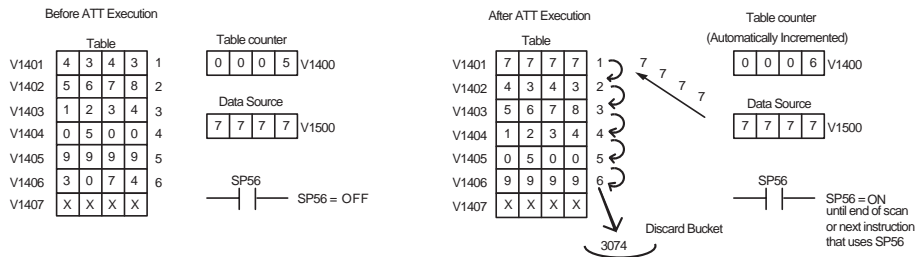 Before ATT Execution
Table
V1401 4 3 4 3 1
V1402 5 6 7 8 2
V1403 1 2 3 4 3
V1404 0 5 0 0 4
V1405 9 9 9 9 5
V1406 3 0 7 4 6
V1407 X X X X
Table counter
0 0 0 5 V1400
Data Source
7 7 7 7 V1500
SP56
SP56 = OFF
After ATT Execution
Table
V1401 7 7 7 7 1
V1402 4 3 4 3 2
V1403 5 6 7 8 3
V1404 1 2 3 4 4
V1405 0 5 0 0 5
V1406 9 9 9 9 6
V1407 X X X X
7 7 7 7
Table counter
(Automatically Incremented)
0 0 0 6 V1400
Data Source
7 7 7 7 V1500
SP56
SP56 = ON
until end of scan
or next instruction
that uses SP56
Discard Bucket
3074